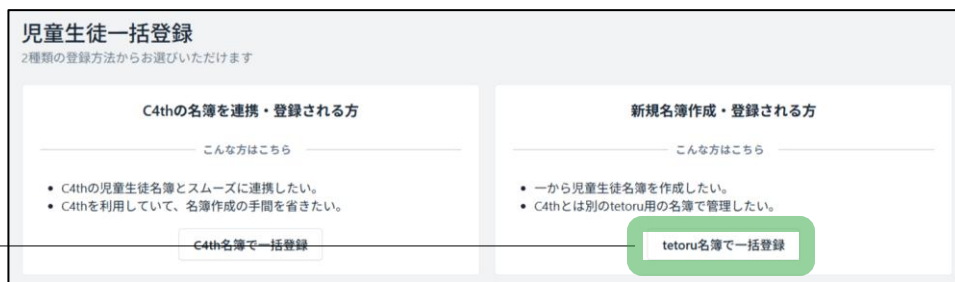 児童生徒一括登録
2種類の登録方法からお選びいただけます
C4thの名簿を連携・登録される方
こんな方はこちら
• C4thの児童生徒名簿とスムーズに連携したい。
• C4thを利用していて、名簿作成の手間を省きたい。
C4th名簿で一括登録
新規名簿作成・登録される方
こんな方はこちら
• 一から児童生徒名簿を作成したい。
• C4thとは別のtetoru用の名簿で管理したい。
tetoru名簿で一括登録